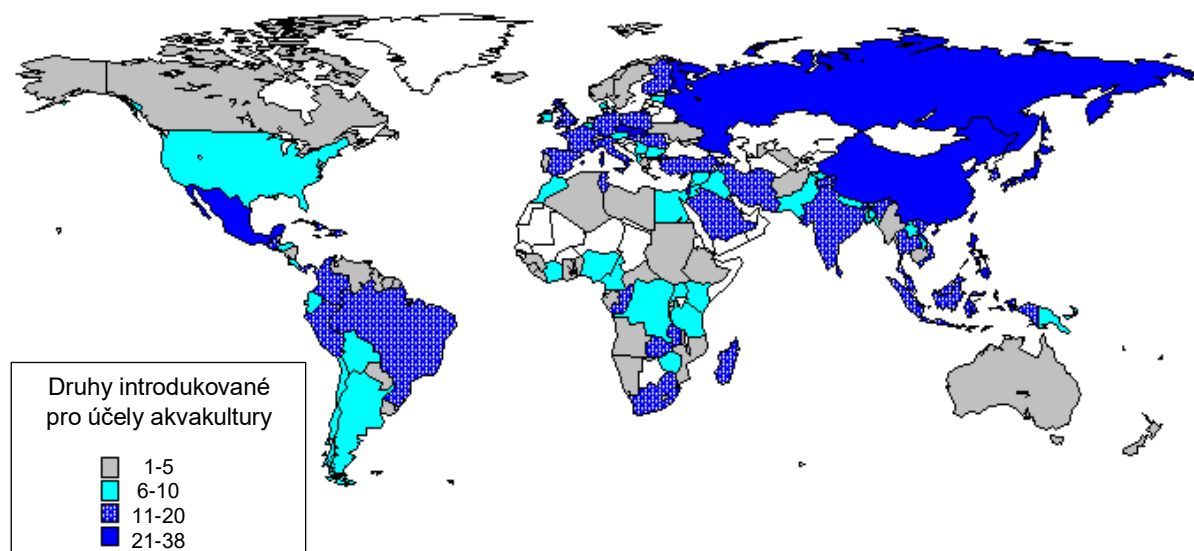 Druhy introdukované
pro účely akvakultury
1-5
6-10
11-20
21-38